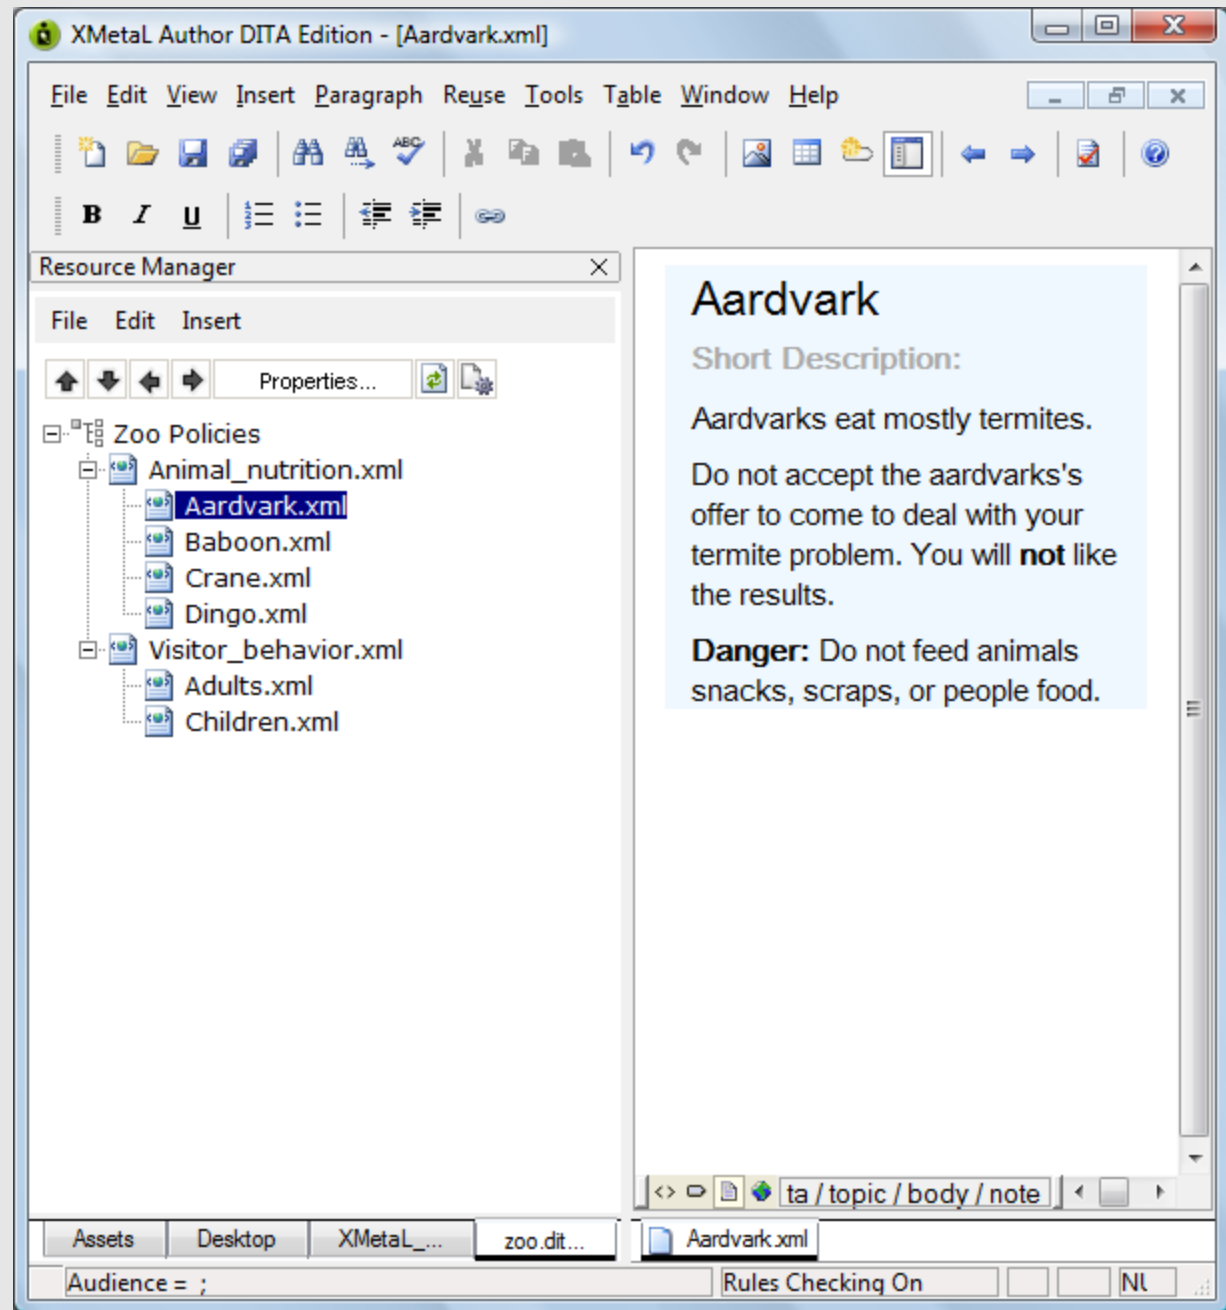 XMetaL Author DITA Edition - [Aardvark.xml]
File Edit View Insert Paragraph Reuse Tools Table Window Help
ABC
B I U
Resource Manager
File Edit Insert
Properties...
Zoo Policies
Animal_nutrition.xml
Aardvark.xml
Baboon.xml
Crane.xml
Dingo.xml
Visitor_behavior.xml
Adults.xml
Children.xml
Aardvark
Short Description:
Aardvarks eat mostly termites.
Do not accept the aardvarks's
offer to come to deal with your
termite problem. You will not like
the results.
Danger: Do not feed animals
snacks, scraps, or people food.
ta / topic / body / note
Assets Desktop XMetaL_... zoo.dit... Aardvark.xml
Audience = ; Rules Checking On NU